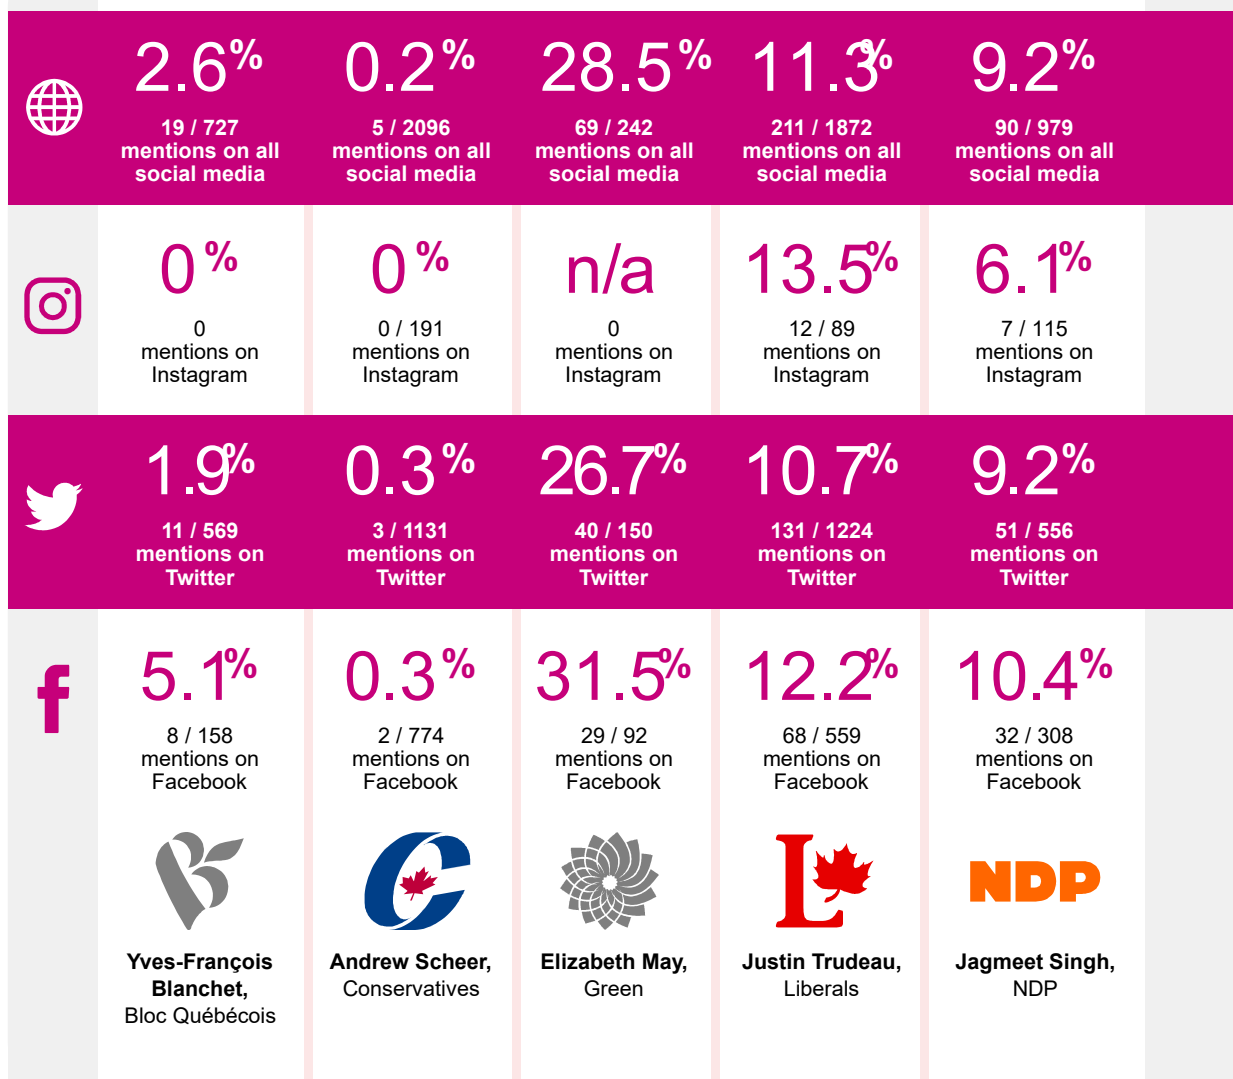 2.6% 0.2% 28.5% 11.3% 9.2%
19 / 727 5 / 2096 69 / 242 211 / 1872 90 / 979
mentions on all mentions on all mentions on all mentions on all mentions on all
social media social media social media social media social media
0% 0% n/a 13.5% 6.1%
0 0 / 191 0 12 / 89 7 / 115
mentions on mentions on mentions on mentions on mentions on
Instagram Instagram Instagram Instagram Instagram
1.9% 0.3% 26.7% 10.7% 9.2%
11 / 569 3 / 1131 40 / 150 131 / 1224 51 / 556
mentions on mentions on mentions on mentions on mentions on
Twitter Twitter Twitter Twitter Twitter
5.1% 0.3% 31.5% 12.2% 10.4%
8 / 158 2 / 774 29 / 92 68 / 559 32 / 308
mentions on mentions on mentions on mentions on mentions on
Facebook Facebook Facebook Facebook Facebook
NDP
Yves-François Andrew Scheer, Elizabeth May, Justin Trudeau, Jagmeet Singh,
Blanchet, Conservatives Green Liberals NDP
Bloc Québécois